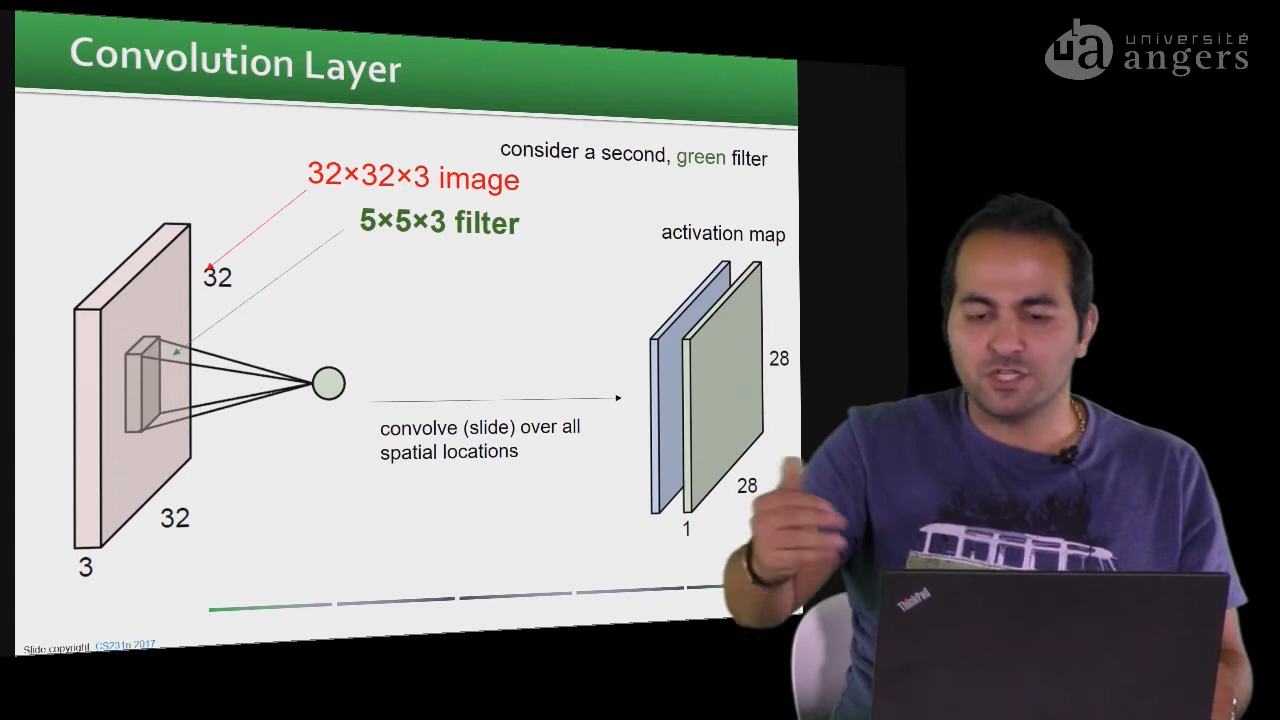 Convolution Layer
université
angers
consider a second, green filter
32×32×3 image
5×5×3 filter
activation map
32
28
convolve (slide) over all
spatial locations
28
32
1
3
ThinkPad
Slide copyright CS231n 2017